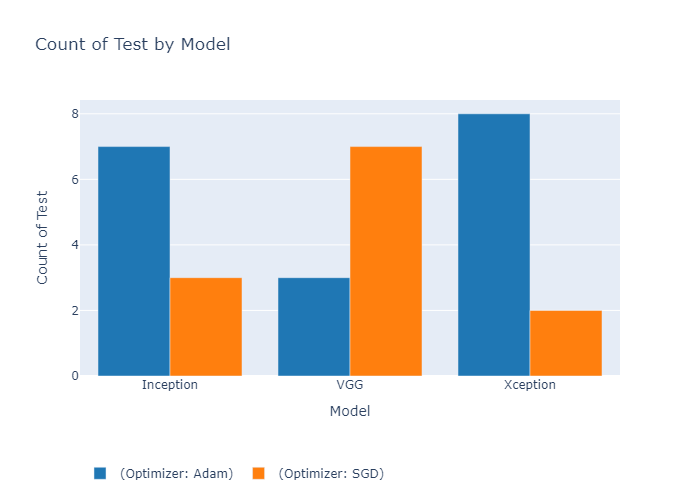 Count of Test by Model
8
6
4
2
0
Count of Test
Inception VGG Xception
Model
(Optimizer: Adam) (Optimizer: SGD)